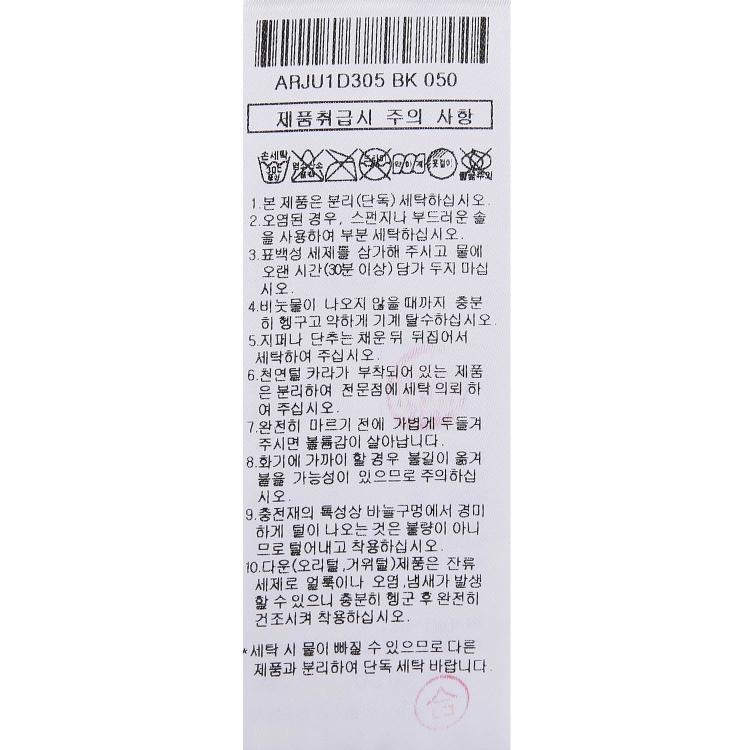 ARJU1D305 BK 050
제품취급시 주의 사항
손세탁
30도
중성
약하게
뭇걸이
1.본 제품은 분리(단독) 세탁하십시오.
2.오염된 경우, 스펀지나 부드러운 솔
을 사용하여 부분 세탁하십시오.
3.표백성 세제를 삼가해 주시고 물에
오랜 시간(30분 이상) 담가 두지 마십
시오.
4.비눗물이 나오지 않을 때까지 충분
히 헹구고 약하게 기계 탈수하십시오.
5.지퍼나 단추는 채운 뒤 뒤집어서
세탁하여 주십시오.
6.천연털 카라가 부착되어 있는 제품
은 분리하여 전문점에 세탁 의뢰 하
여 주십시오.
7.완전히 마르기 전에 가볍게 두들겨
주시면 볼륨감이 살아납니다.
8.화기에 가까이 할 경우 불길이 옮겨
붙을 가능성이 있으므로 주의하십
시오.
9.충전재의 특성상 바늘구멍에서 경미
하게 털이 나오는 것은 불량이 아니
므로 털어내고 착용하십시오.
10.다운(오리털,거위털)제품은 잔류
세제로 얼룩이나 오염,냄새가 발생
할 수 있으니 충분히 헹군 후 완전히
건조시켜 착용하십시오.
*세탁 시 물이 빠질 수 있으므로 다른
제품과 분리하여 단독 세탁 바랍니다.